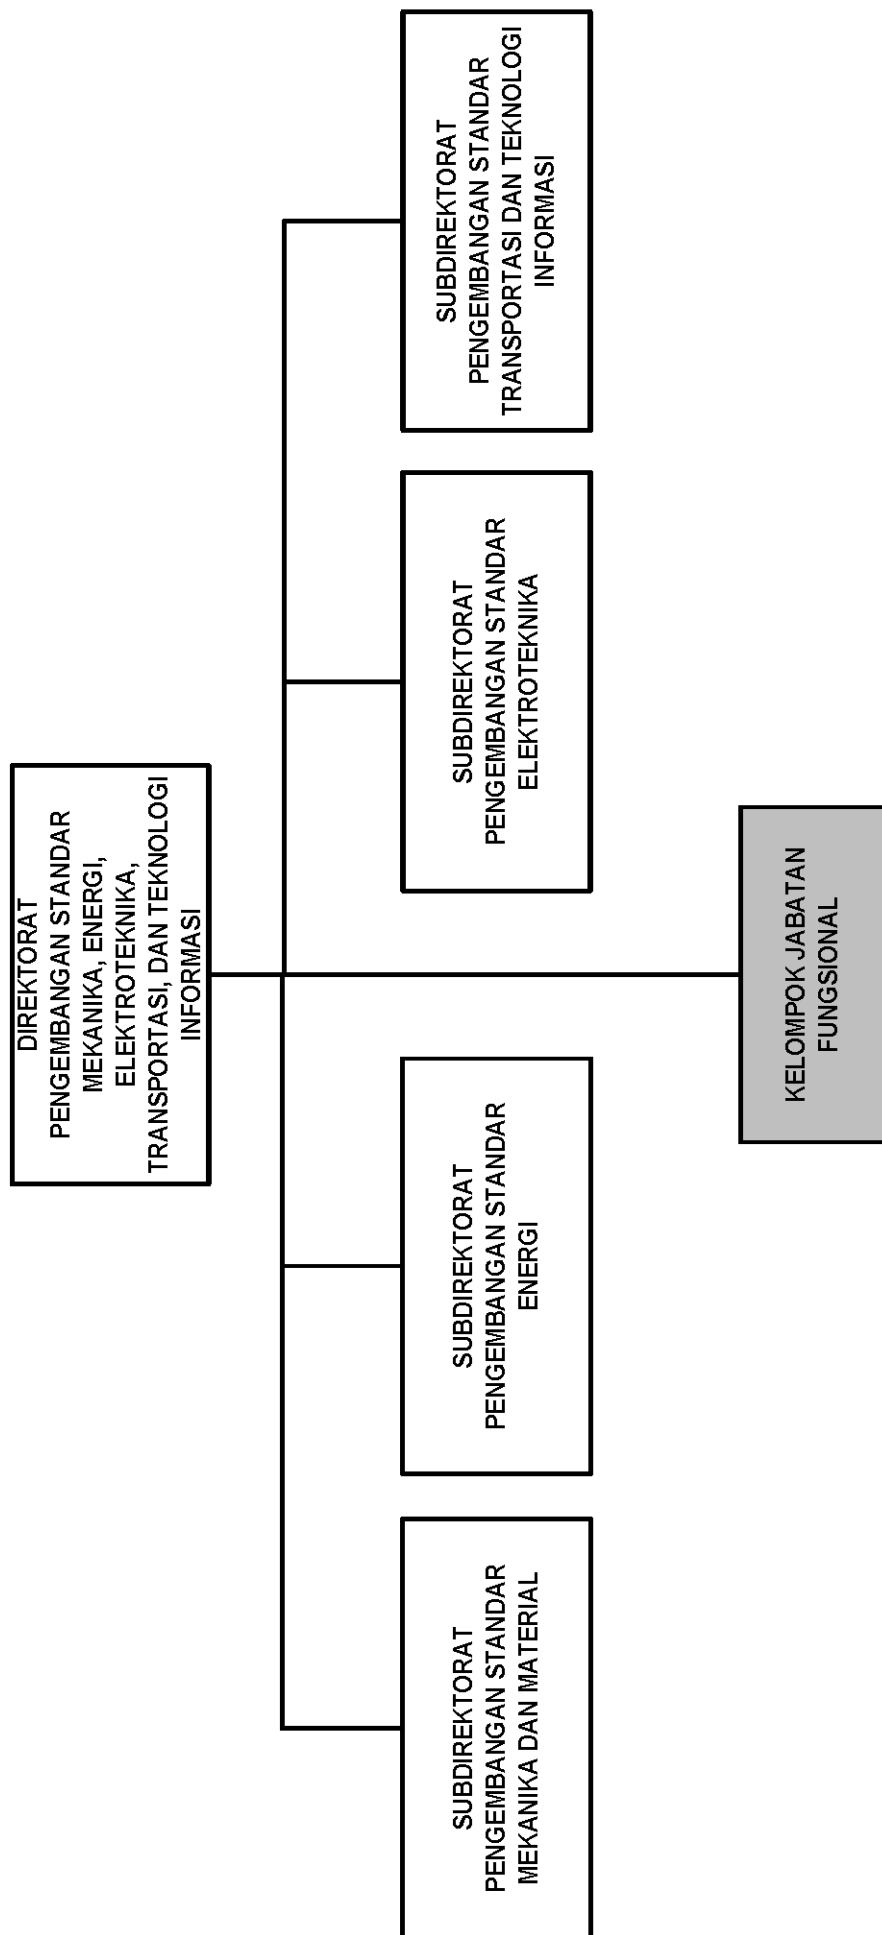 DIREKTORAT
PENGEMBANGAN STANDAR
MEKANIKA, ENERGI,
ELEKTROTEKNIKA,
TRANSPORTASI, DAN TEKNOLOGI
INFORMASI
SUBDIREKTORAT
PENGEMBANGAN STANDAR
MEKANIKA DAN MATERIAL
SUBDIREKTORAT
PENGEMBANGAN STANDAR
ENERGI
SUBDIREKTORAT
PENGEMBANGAN STANDAR
ELEKTROTEKNIKA
SUBDIREKTORAT
PENGEMBANGAN STANDAR
TRANSPORTASI DAN TEKNOLOGI
INFORMASI
KELOMPOK JABATAN
FUNGSIONAL